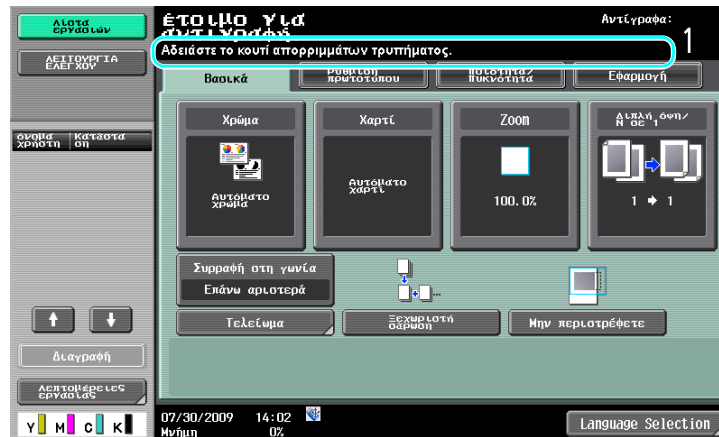 Λίστα
εργασιών
ΛΕΙΤΟΥΡΓΙΑ
ΕΛΕΓΧΟΥ
Έτοιμο για
αντιγραφή
Αντίγραφα:
1
Αδειάστε το κουτί απορριμμάτων τρυπήματος.
Βασικά
Ρύθμιση
πρωτοτύπου
Ποιότητα/
πυκνότητα
Εφαρμογή
όνομα
χρήστη
Κατάστα
ση
Χρώμα
Χαρτί
Zoom
Διπλή όψη/
N σε 1
Αυτόματο
χρώμα
Αυτόματο
χαρτί
100.0%
1 → 1
Συρραφή στη γωνία
Επάνω αριστερά
Τελείωμα
Ξεχωριστή
σάρωση
Μην περιστρέφετε
Διαγραφή
Λεπτομέρειες
εργασίας
Y M C K
07/30/2009 14:02
Μνήμη 0%
Language Selection